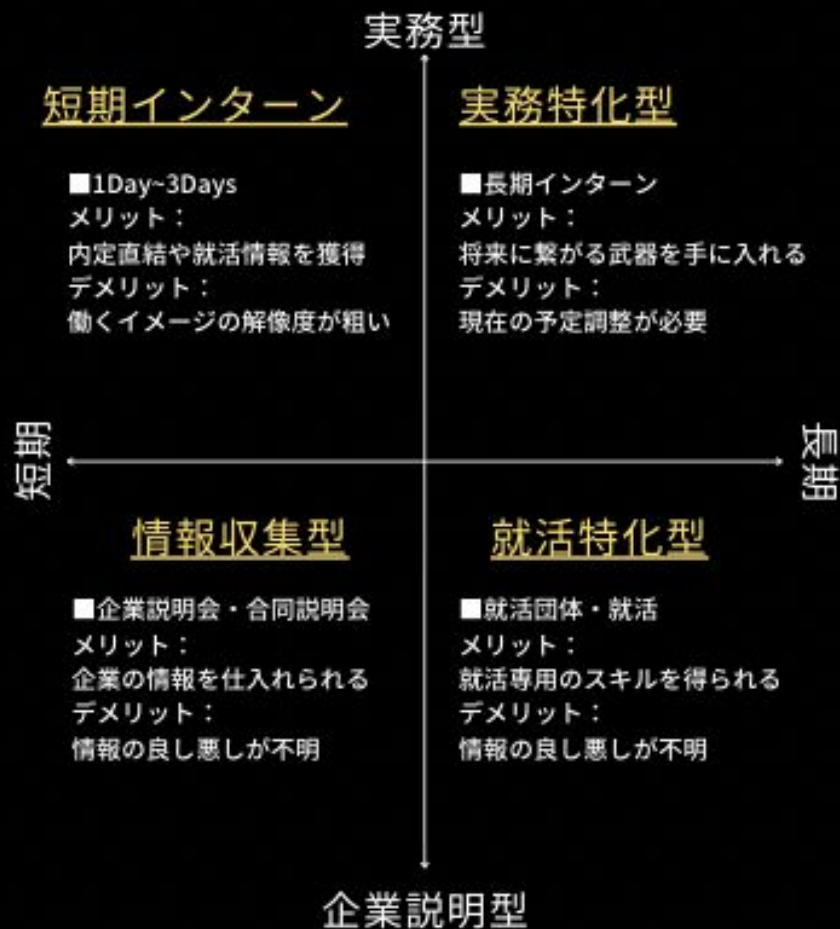 実務型
短期インターン
■1Day~3Days
メリット：
内定直結や就活情報を獲得
デメリット：
働くイメージの解像度が粗い
実務特化型
■長期インターン
メリット：
将来に繋がる武器を手に入れる
デメリット：
現在の予定調整が必要
短期
長期
情報収集型
■企業説明会・合同説明会
メリット：
企業の情報を仕入れられる
デメリット：
情報の良し悪しが不明
就活特化型
■就活団体・就活
メリット：
就活専用のスキルを得られる
デメリット：
情報の良し悪しが不明
企業説明型